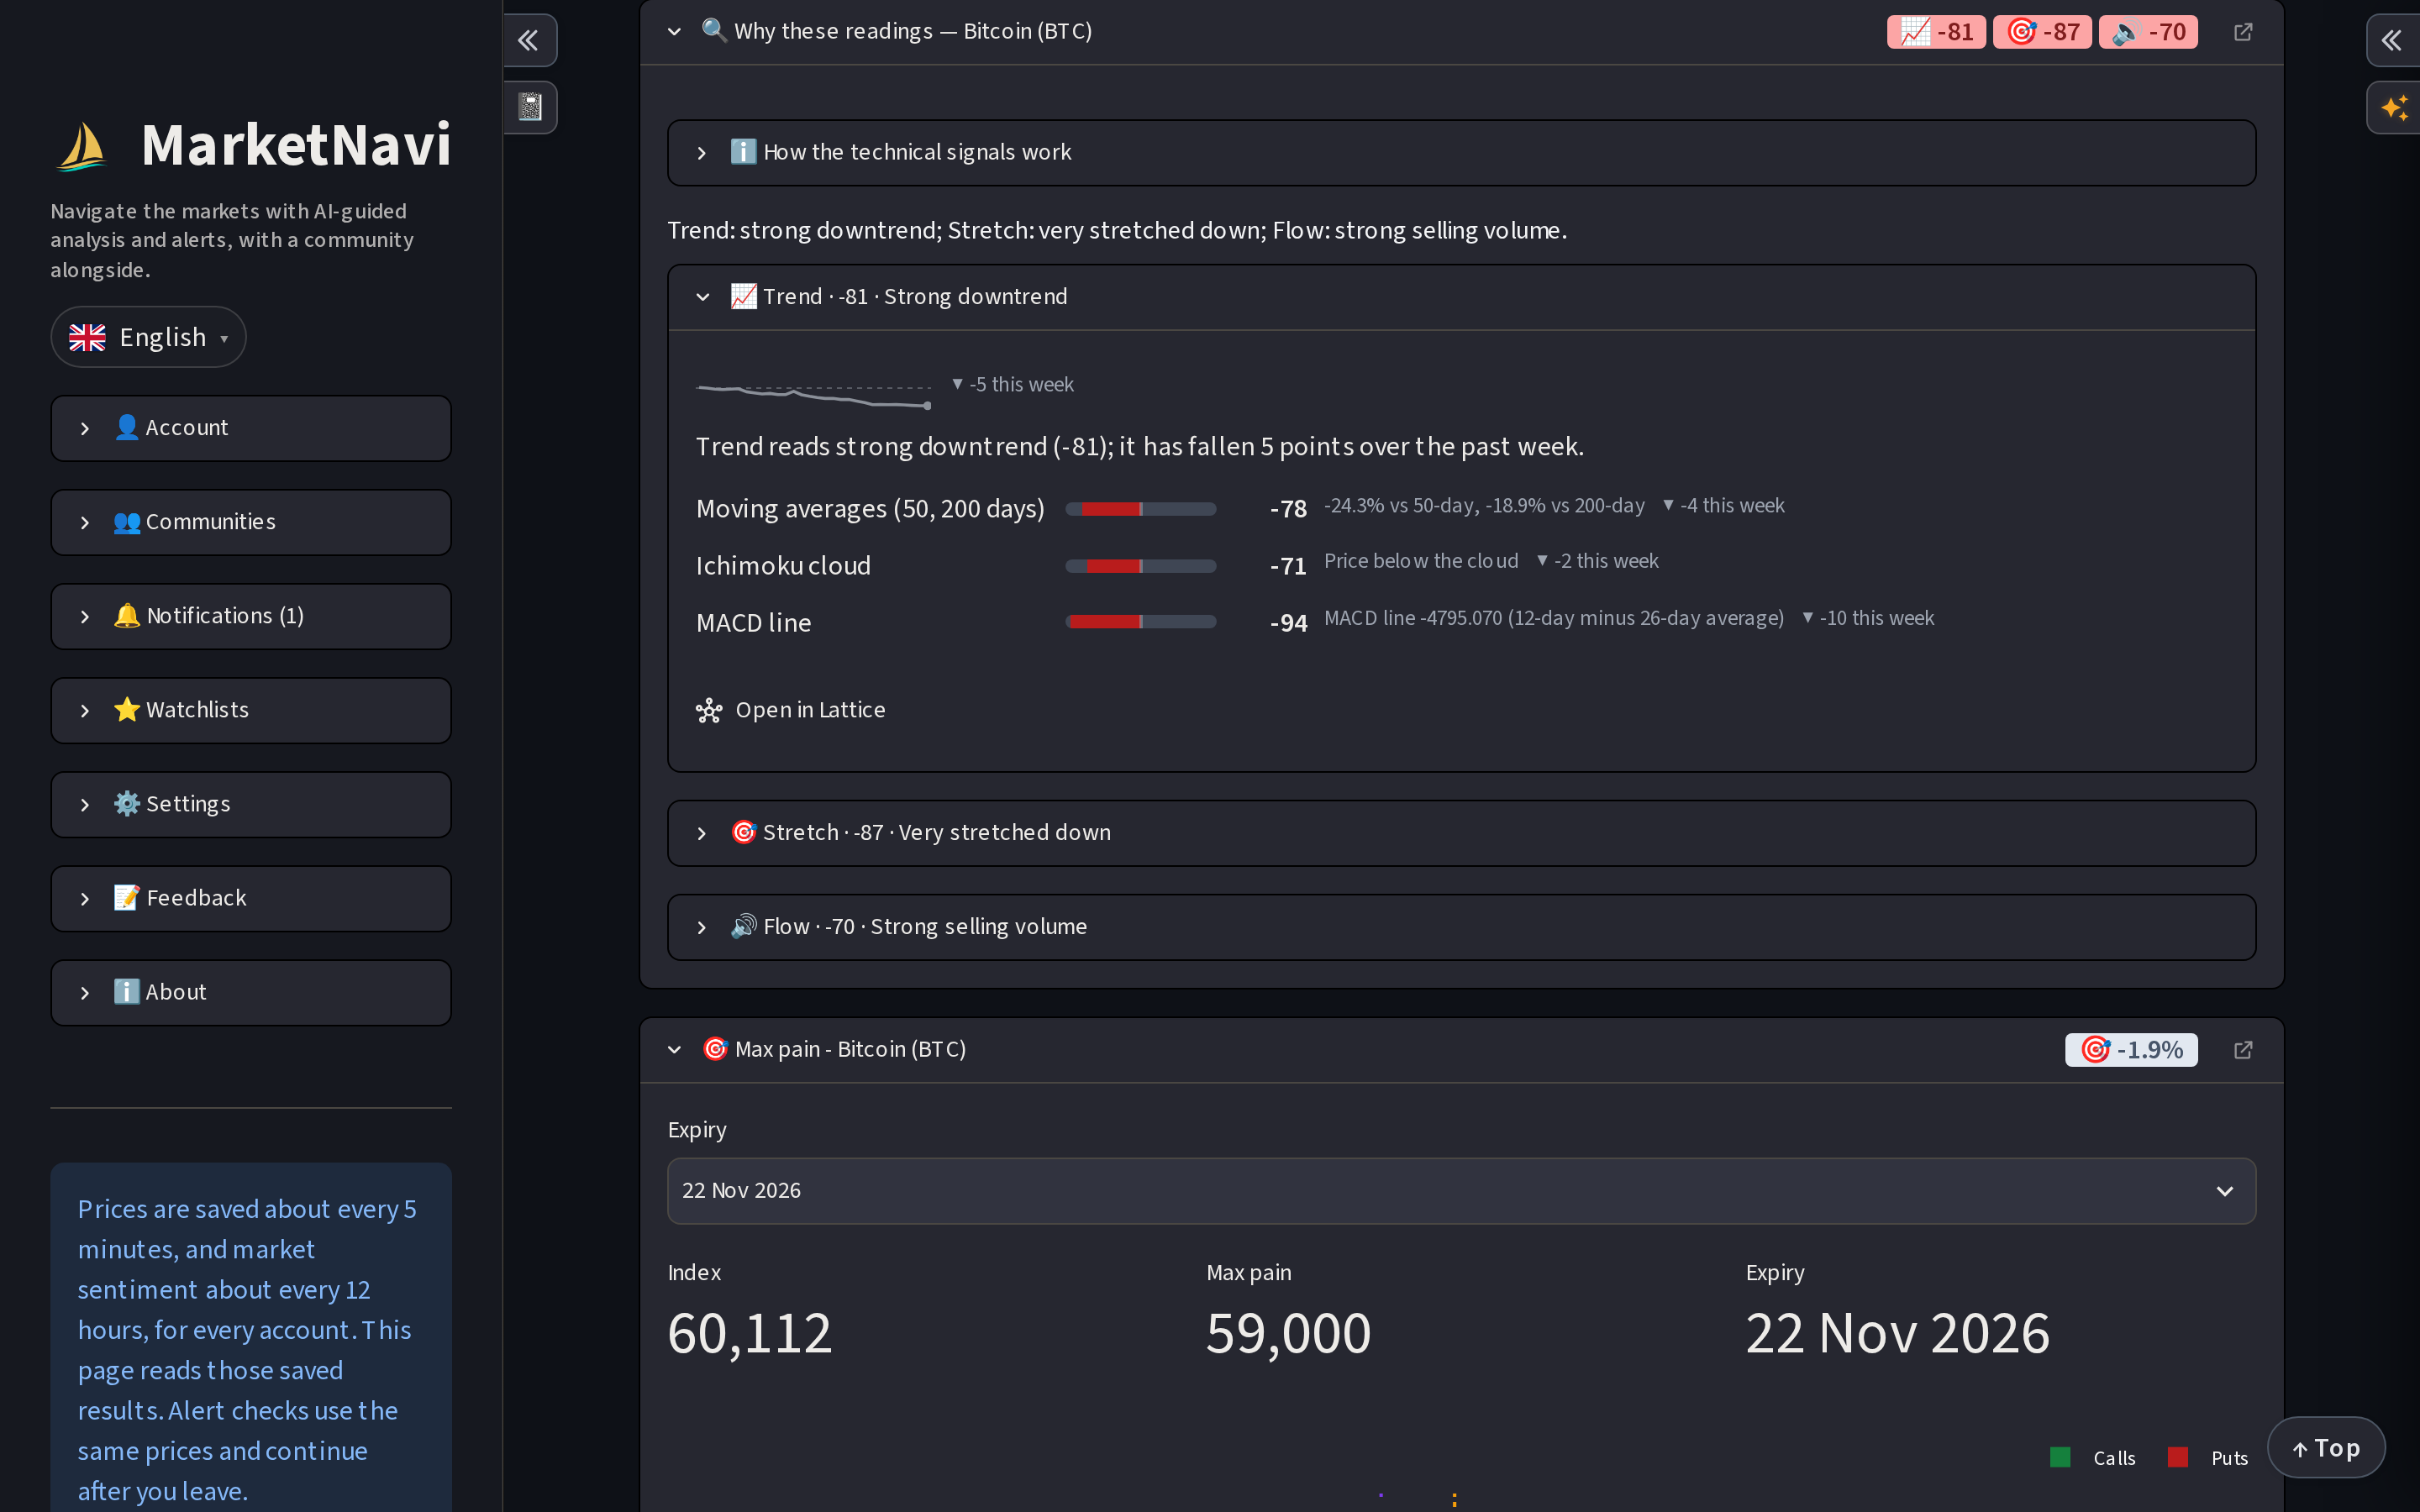 MarketNavi
Navigate the markets with AI-guided
analysis and alerts, with a community
alongside.
English
Account
Communities
Notifications (1)
Watchlists
Settings
Feedback
About
Prices are saved about every 5
minutes, and market
sentiment about every 12
hours, for every account. This
page reads those saved
results. Alert checks use the
same prices and continue
after you leave.
Why these readings — Bitcoin (BTC)
-81 -87 -70
How the technical signals work
Trend: strong downtrend; Stretch: very stretched down; Flow: strong selling volume.
Trend · -81 · Strong downtrend
▼ -5 this week
Trend reads strong downtrend (-81); it has fallen 5 points over the past week.
Moving averages (50, 200 days) -78 -24.3% vs 50-day, -18.9% vs 200-day ▼ -4 this week
Ichimoku cloud -71 Price below the cloud ▼ -2 this week
MACD line -94 MACD line -4795.070 (12-day minus 26-day average) ▼ -10 this week
Open in Lattice
Stretch · -87 · Very stretched down
Flow · -70 · Strong selling volume
Max pain - Bitcoin (BTC)
-1.9%
Expiry
22 Nov 2026
Index Max pain Expiry
60,112 59,000 22 Nov 2026
Calls Puts
↑ Top